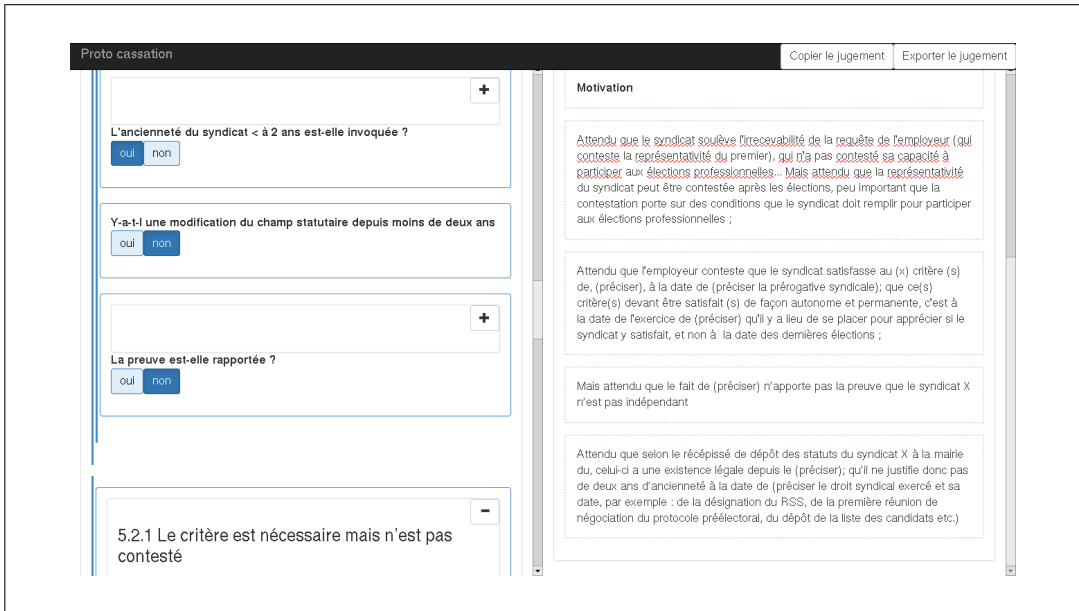 Proto cassation
Copier le jugement
Exporter le jugement
+
L'ancienneté du syndicat < à 2 ans est-elle invoquée ?
oui non
Y-a-t-l une modification du champ statutaire depuis moins de deux ans
oui non
+
La preuve est-elle rapportée ?
oui non
-
5.2.1 Le critère est nécessaire mais n'est pas
contesté
Motivation
Attendu que le syndicat soulève l'irrecevabilité de la requête de l'employeur (qui
conteste la représentativité du premier), qui n'a pas contesté sa capacité à
participer aux élections professionnelles... Mais attendu que la représentativité
du syndicat peut être contestée après les élections, peu important que la
contestation porte sur des conditions que le syndicat doit remplir pour participer
aux élections professionnelles ;
Attendu que l'employeur conteste que le syndicat satisfasse au (x) critère (s)
de, (préciser), à la date de (préciser la prérogative syndicale); que ce(s)
critère(s) devant être satisfait (s) de façon autonome et permanente, c'est à
la date de l'exercice de (préciser) qu'il y a lieu de se placer pour apprécier si le
syndicat y satisfait, et non à la date des dernières élections ;
Mais attendu que le fait de (préciser) n'apporte pas la preuve que le syndicat X
n'est pas indépendant
Attendu que selon le récépissé de dépôt des statuts du syndicat X à la mairie
du, celui-ci a une existence légale depuis le (préciser); qu'il ne justifie donc pas
de deux ans d'ancienneté à la date de (préciser le droit syndical exercé et sa
date, par exemple : de la désignation du RSS, de la première réunion de
négociation du protocole préélectoral, du dépôt de la liste des candidats etc.)